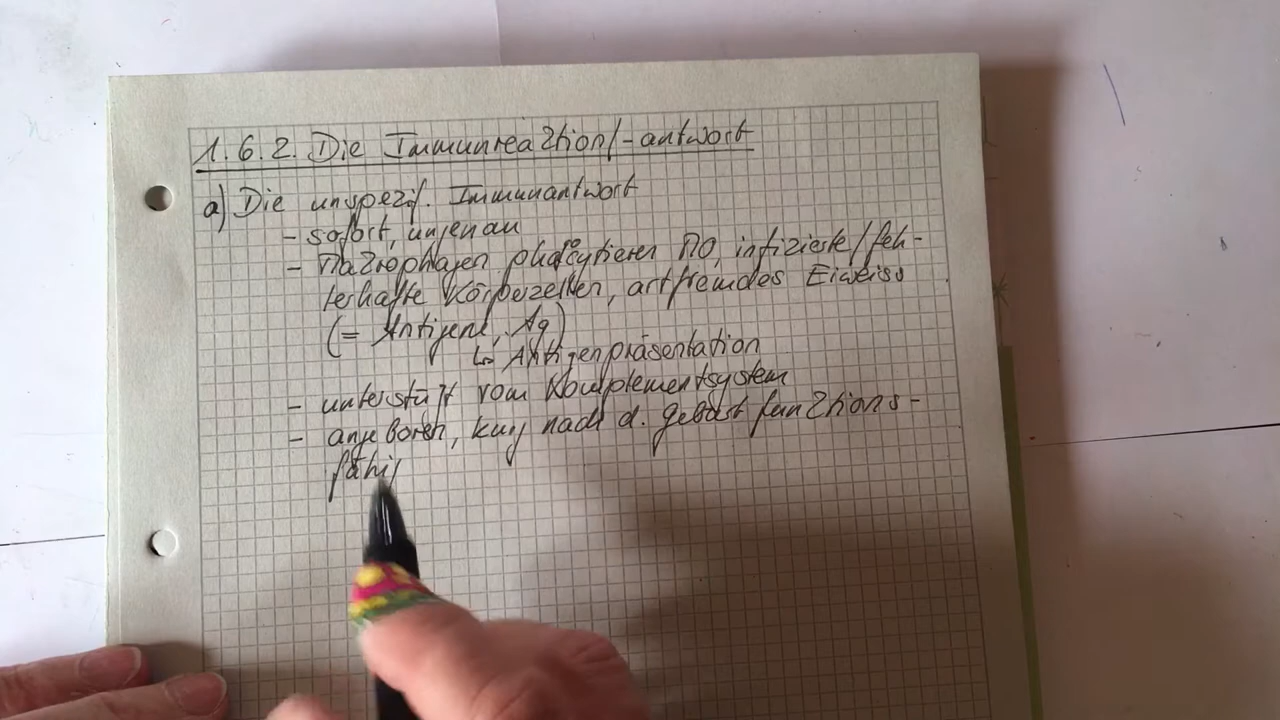 1.6.2. Die Immunreaktion/-antwort
a) Die unspezif. Immunantwort
- sofort, ungenau
- Makrophagen phagozytieren MO, infizierte/feh-
lerhafte Körperzellen, artfremdes Eiweiss
(= Antigene, Ag)
↳ Antigenpräsentation
- unterstützt vom Komplementsystem
- angeboren, kurz nach d. Geburt funktions-
fähig